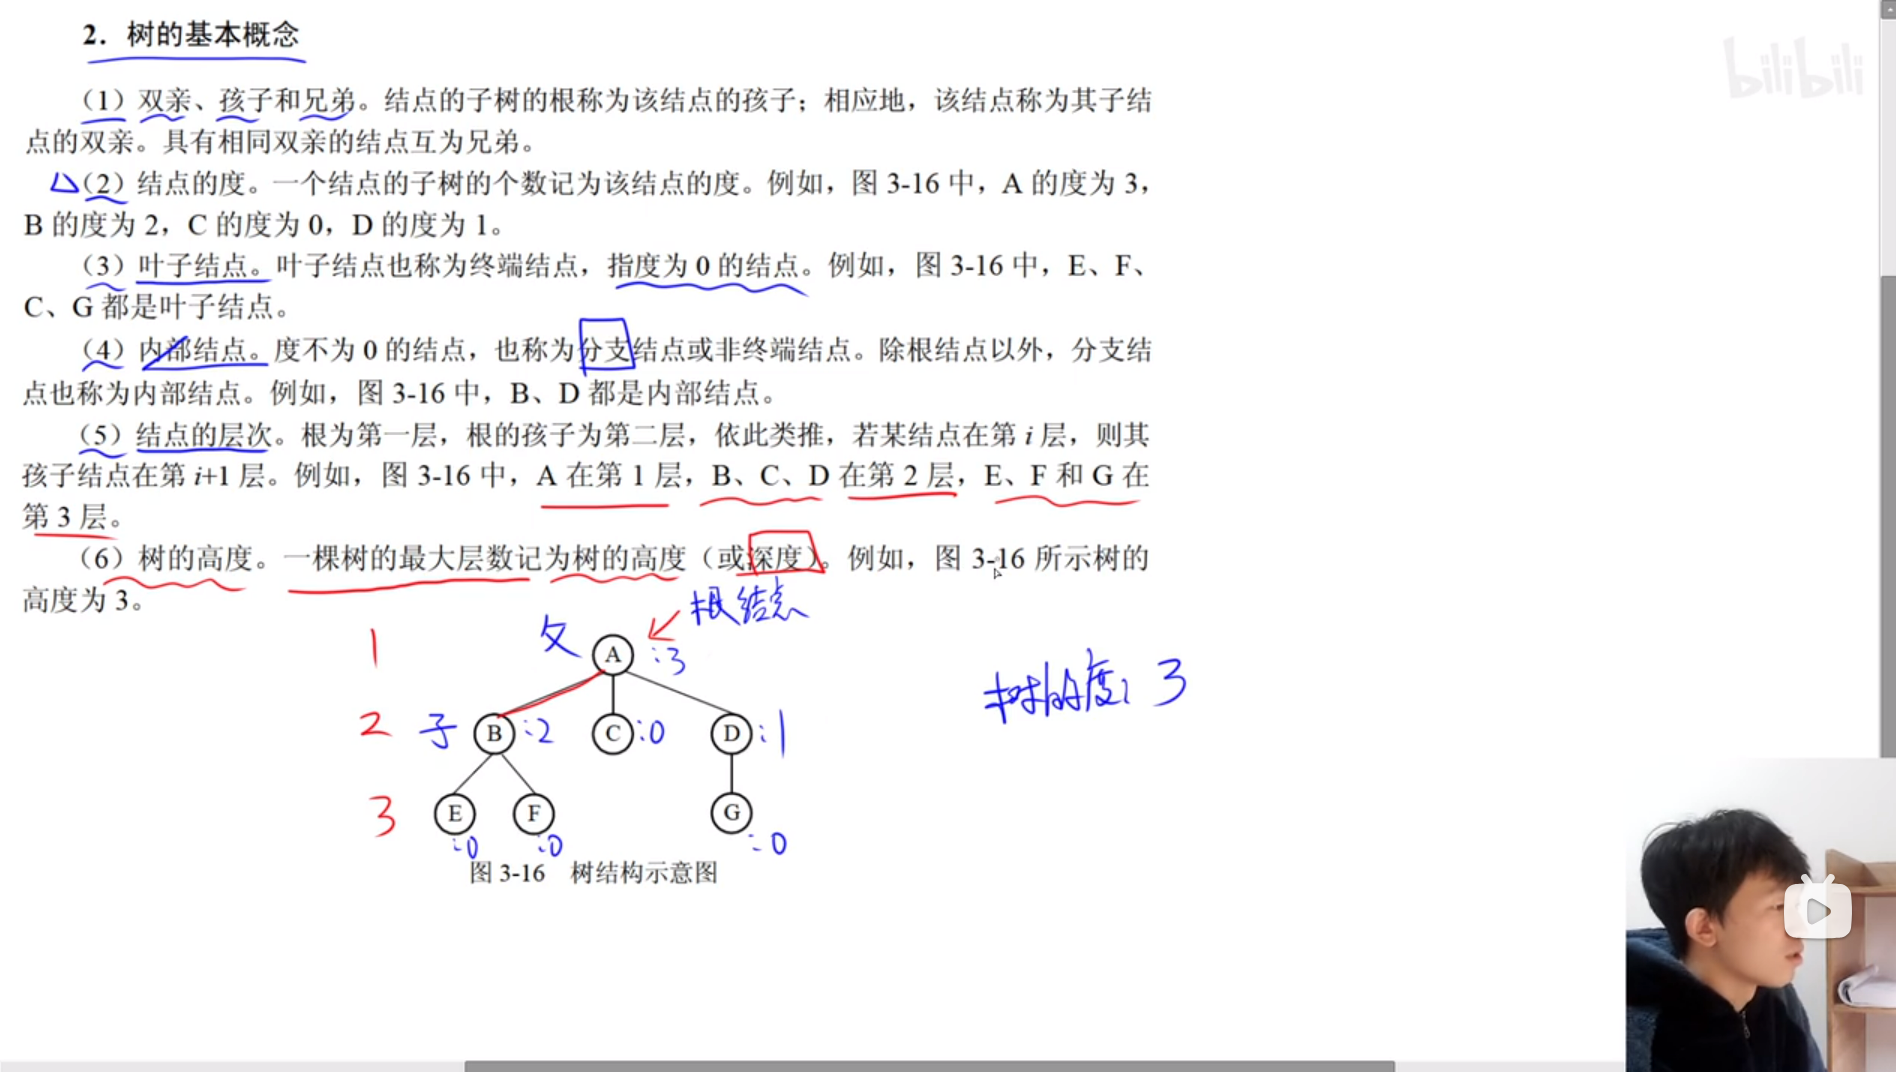 2. 树的基本概念
bilibili
（1）双亲、孩子和兄弟。结点的子树的根称为该结点的孩子；相应地，该结点称为其子结
点的双亲。具有相同双亲的结点互为兄弟。
（2）结点的度。一个结点的子树的个数记为该结点的度。例如，图 3-16 中，A 的度为 3，
B 的度为 2，C 的度为 0，D 的度为 1。
（3）叶子结点。叶子结点也称为终端结点，指度为 0 的结点。例如，图 3-16 中，E、F、
C、G 都是叶子结点。
（4）内部结点。度不为 0 的结点，也称为分支结点或非终端结点。除根结点以外，分支结
点也称为内部结点。例如，图 3-16 中，B、D 都是内部结点。
（5）结点的层次。根为第一层，根的孩子为第二层，依此类推，若某结点在第 i 层，则其
孩子结点在第 i+1 层。例如，图 3-16 中，A 在第 1 层，B、C、D 在第 2 层，E、F 和 G 在
第 3 层。
（6）树的高度。一棵树的最大层数记为树的高度（或深度）。例如，图 3-16 所示树的
高度为 3。
根结点
1 父 A :3
树的度: 3
2 子 B :2 C :0 D :1
3 E F G
:0 :0 :0
图 3-16 树结构示意图